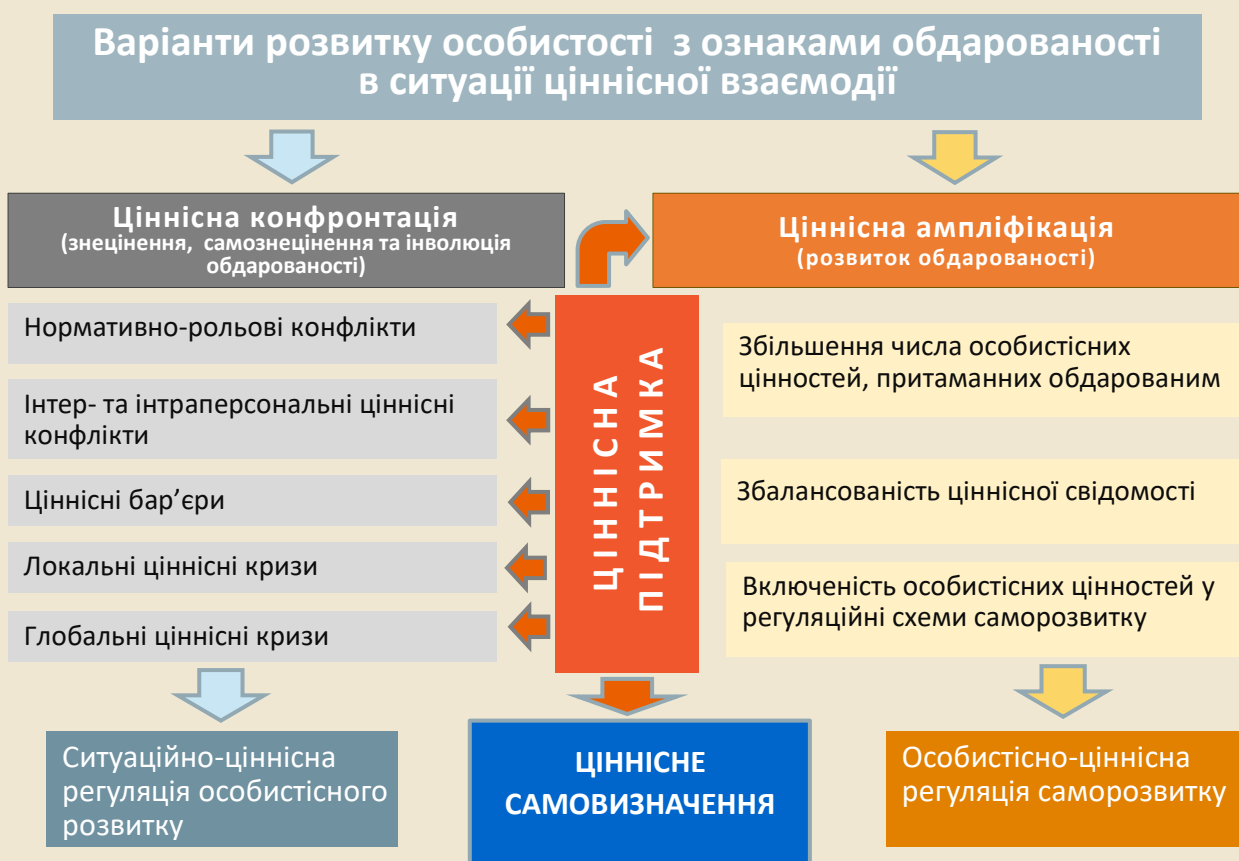 Варіанти розвитку особистості з ознаками обдарованості
в ситуації ціннісної взаємодії
Ціннісна конфронтація
(знецінення, самознецінення та інволюція
обдарованості)
Ціннісна ампліфікація
(розвиток обдарованості)
Нормативно-рольові конфлікти
Інтер- та інтраперсональні ціннісні
конфлікти
Ціннісні бар’єри
Локальні ціннісні кризи
Глобальні ціннісні кризи
ЦІННІСНА
ПІДТРИМКА
Збільшення числа особистісних
цінностей, притаманних обдарованим
Збалансованість ціннісної свідомості
Включеність особистісних цінностей у
регуляційні схеми саморозвитку
Ситуаційно-ціннісна
регуляція особистісного
розвитку
ЦІННІСНЕ
САМОВИЗНАЧЕННЯ
Особистісно-ціннісна
регуляція саморозвитку